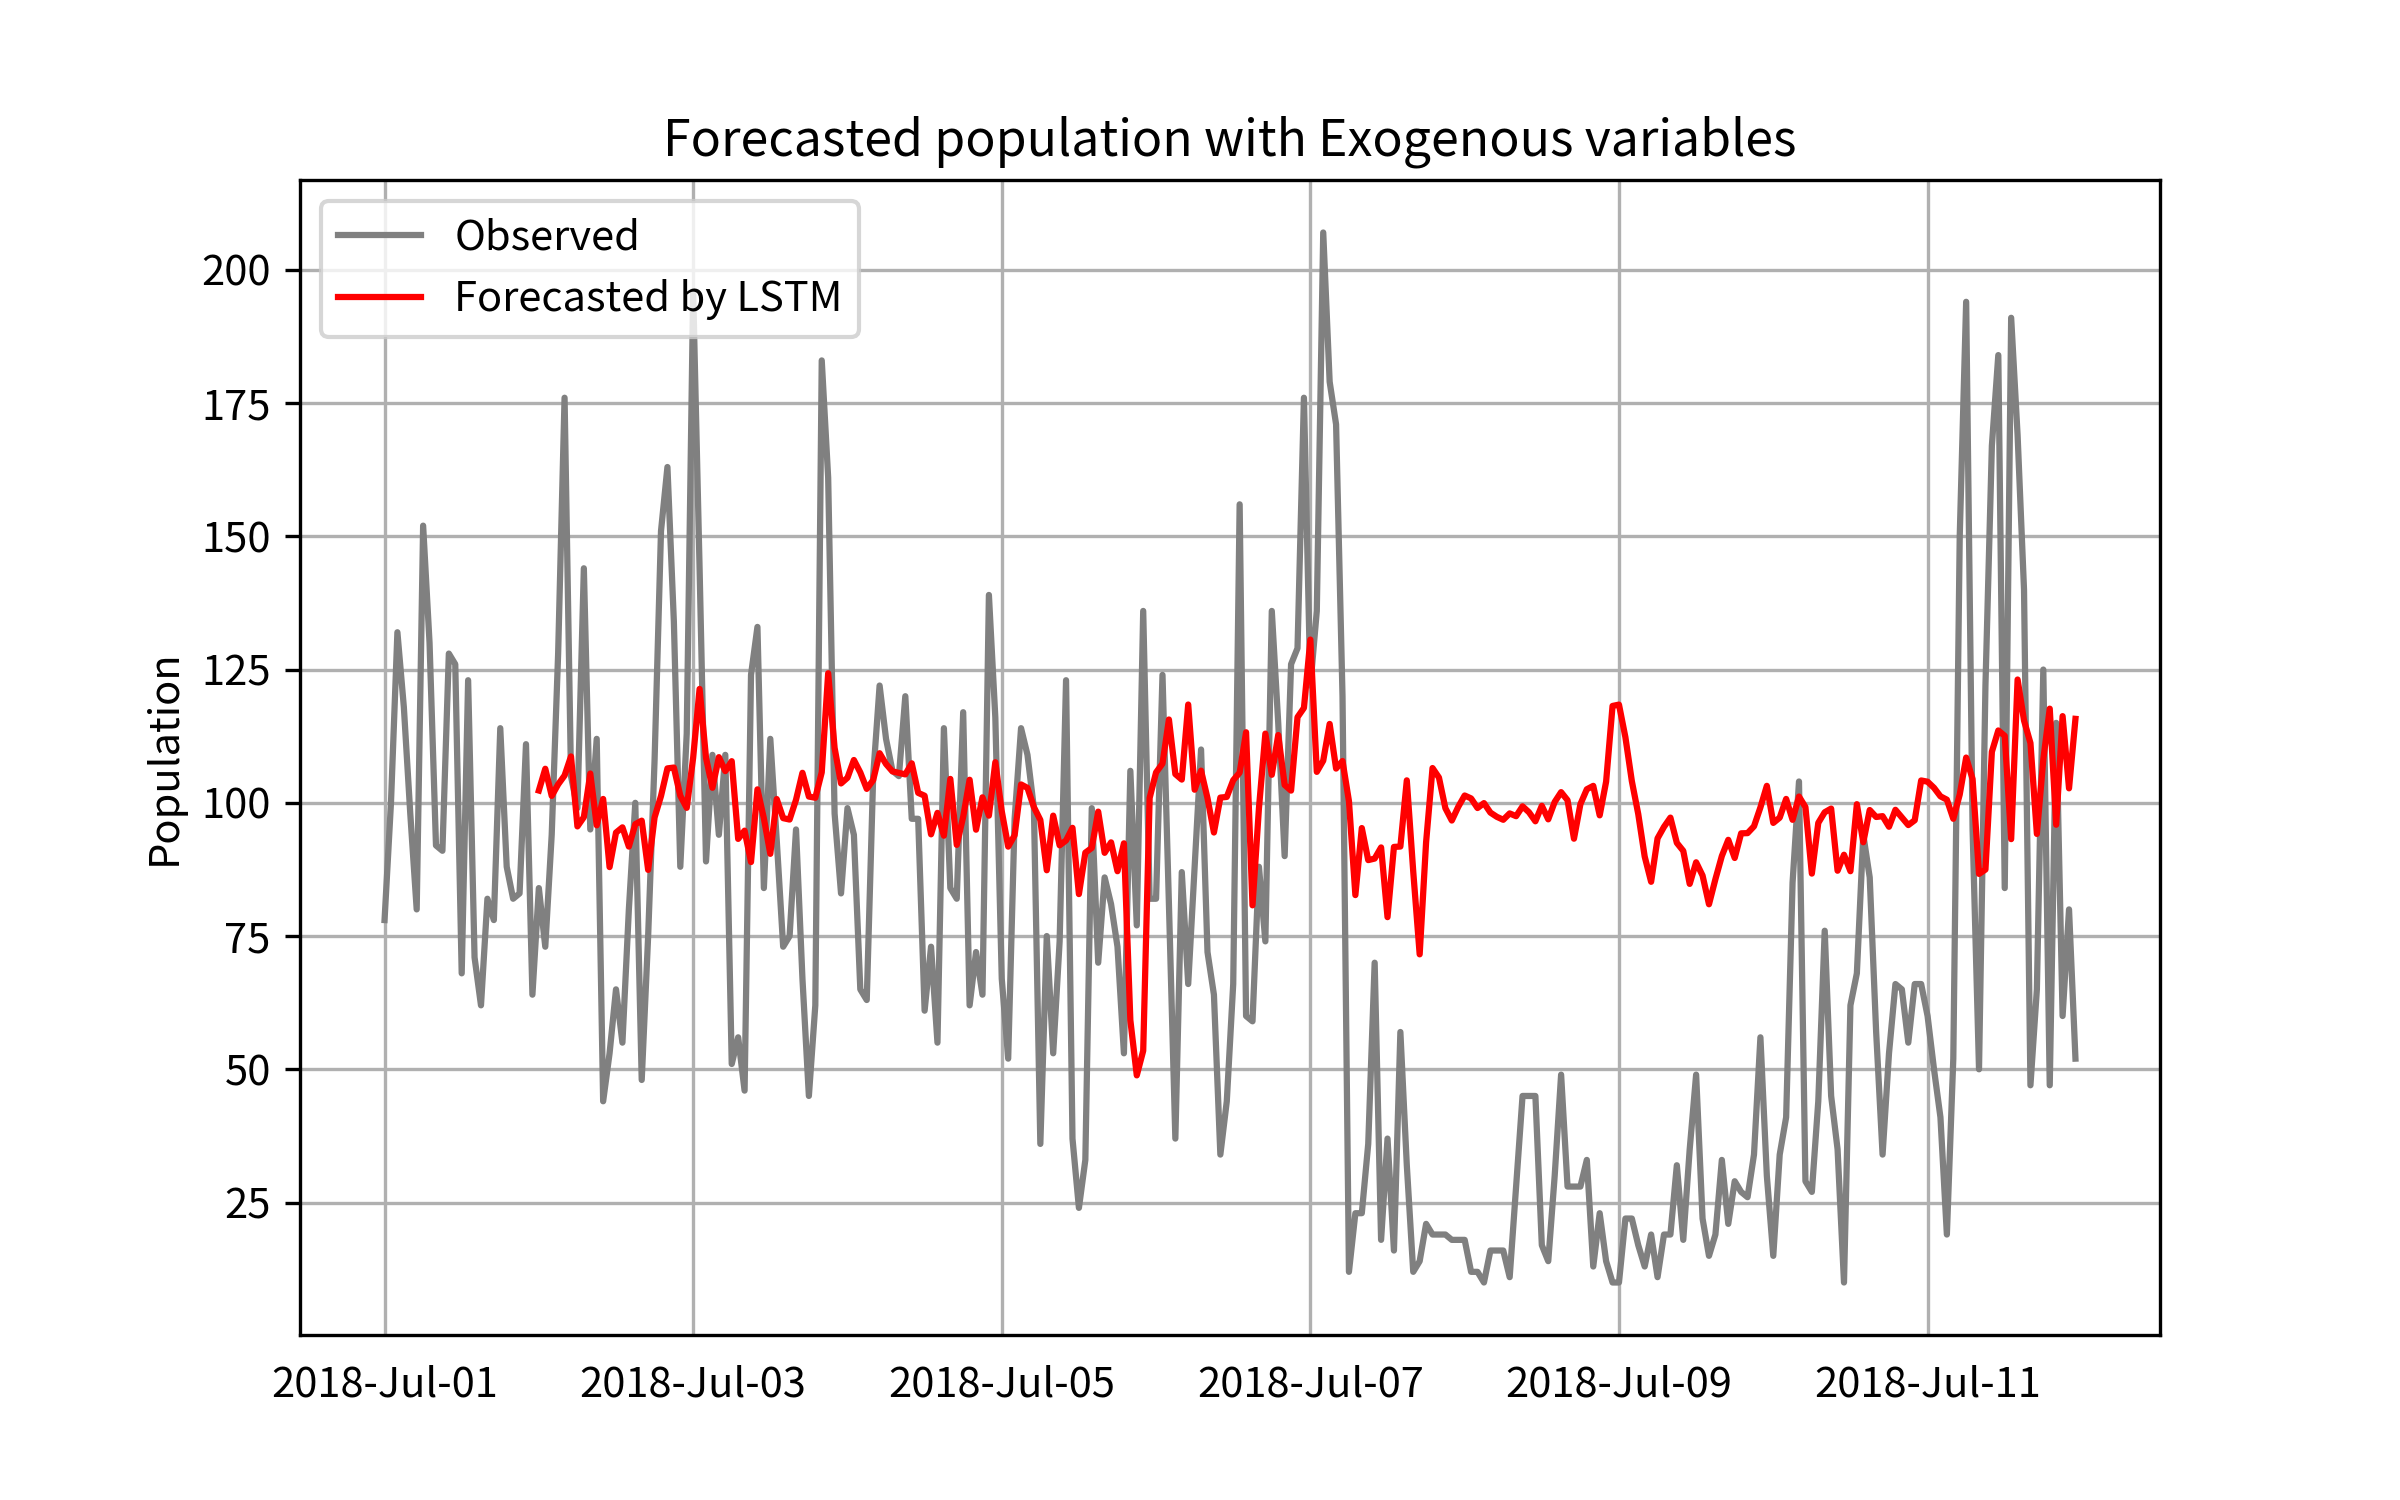 Forecasted population with Exogenous variables
Observed
Forecasted by LSTM
Population
200
175
150
125
100
75
50
25
2018-Jul-01
2018-Jul-03
2018-Jul-05
2018-Jul-07
2018-Jul-09
2018-Jul-11